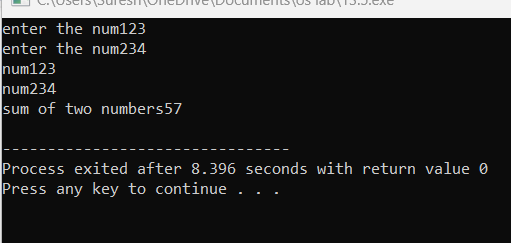 C:\Users\Suresh\OneDrive\Documents\os lab\13.5.exe
enter the num123
enter the num234
num123
num234
sum of two numbers57

--------------------------------
Process exited after 8.396 seconds with return value 0
Press any key to continue . . .